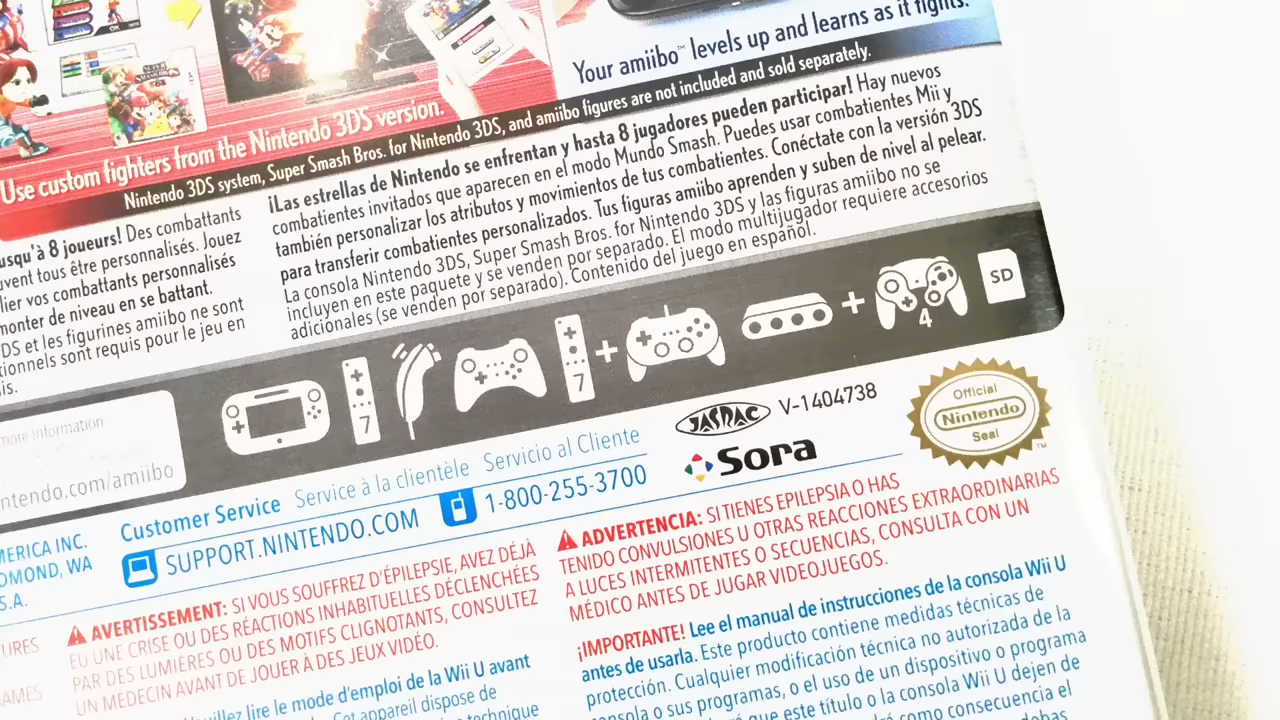 Your amiibo™ levels up and learns as it fights.
Use custom fighters from the Nintendo 3DS version.
Nintendo 3DS system, Super Smash Bros. for Nintendo 3DS, and amiibo figures are not included and sold separately.
usqu'à 8 joueurs! Des combattants
uvent tous être personnalisés. Jouez
lier vos combattants personnalisés
monter de niveau en se battant.
DS et les figurines amiibo ne sont
tionnels sont requis pour le jeu en
is.
¡Las estrellas de Nintendo se enfrentan y hasta 8 jugadores pueden participar! Hay nuevos
combatientes invitados que aparecen en el modo Mundo Smash. Puedes usar combatientes Mii y
también personalizar los atributos y movimientos de tus combatientes. Conéctate con la versión 3DS
para transferir combatientes personalizados. Tus figuras amiibo aprenden y suben de nivel al pelear.
La consola Nintendo 3DS, Super Smash Bros. for Nintendo 3DS y las figuras amiibo no se
incluyen en este paquete y se venden por separado. El modo multijugador requiere accesorios
adicionales (se venden por separado). Contenido del juego en español.
7
7
+
+
4
SD
more information
ntendo.com/amiibo
JASRAC
V-1404738
Sora
Official
Nintendo
Seal
™
Customer Service Service à la clientèle Servicio al Cliente
SUPPORT.NINTENDO.COM 1-800-255-3700
MERICA INC.
DMOND, WA
S.A.
AVERTISSEMENT: SI VOUS SOUFFREZ D'ÉPILEPSIE, AVEZ DÉJÀ
EU UNE CRISE OU DES RÉACTIONS INHABITUELLES DÉCLENCHÉES
PAR DES LUMIÈRES OU DES MOTIFS CLIGNOTANTS, CONSULTEZ
UN MEDECIN AVANT DE JOUER À DES JEUX VIDÉO.
ADVERTENCIA: SI TIENES EPILEPSIA O HAS
TENIDO CONVULSIONES U OTRAS REACCIONES EXTRAORDINARIAS
A LUCES INTERMITENTES O SECUENCIAS, CONSULTA CON UN
MÉDICO ANTES DE JUGAR VIDEOJUEGOS.
URES
AMES
Veuillez lire le mode d'emploi de la Wii U avant
Cet appareil dispose de
technique
¡IMPORTANTE! Lee el manual de instrucciones de la consola Wii U
antes de usarla. Este producto contiene medidas técnicas de
protección. Cualquier modificación técnica no autorizada de la
consola o sus programas, o el uso de un dispositivo o programa
que este título o la consola Wii U dejen de
como consecuencia el